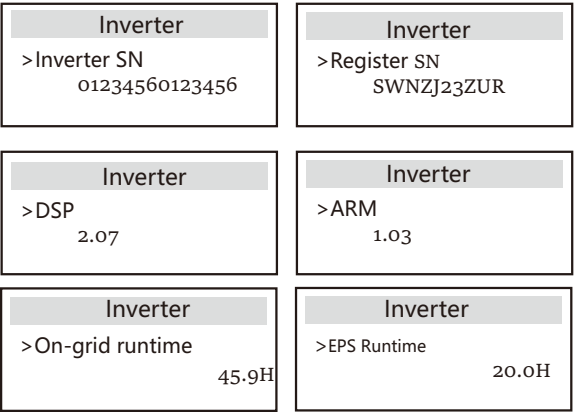 Inverter
>Inverter SN
01234560123456
Inverter
>Register SN
SWNZJ23ZUR
Inverter
>DSP
2.07
Inverter
>ARM
1.03
Inverter
>On-grid runtime
45.9H
Inverter
>EPS Runtime
20.0H